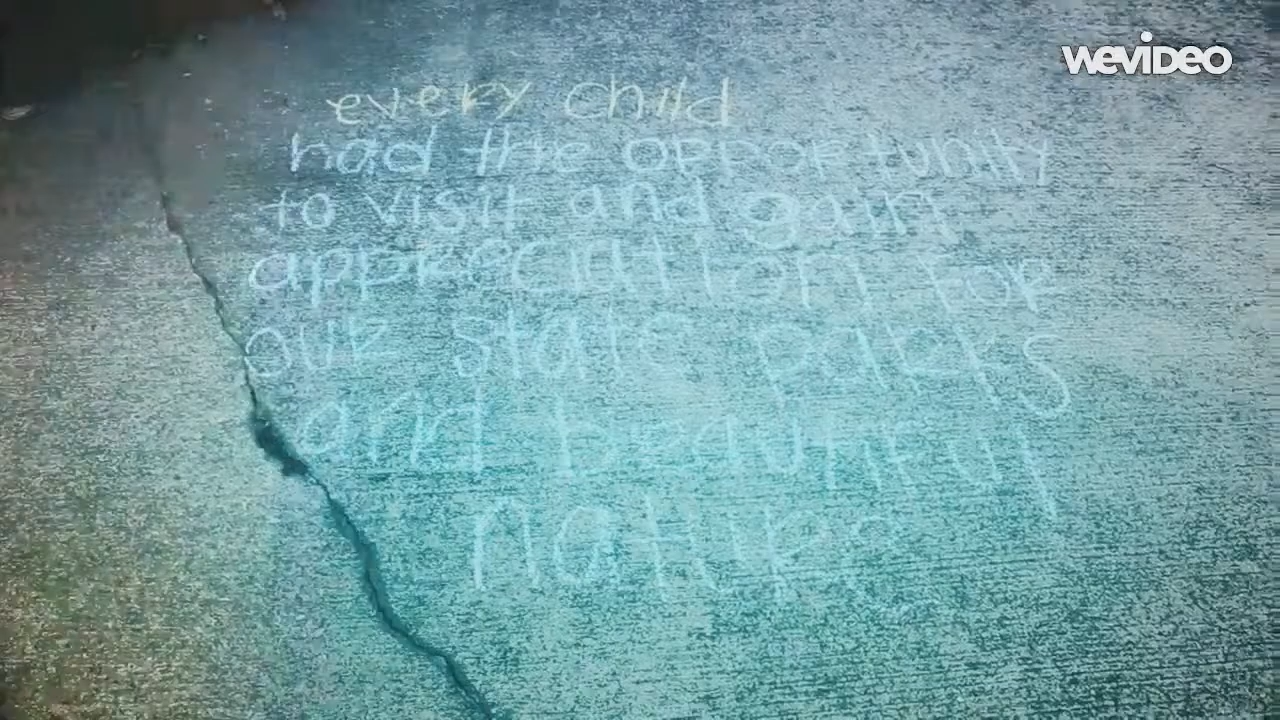 WEVIDEO
every child
had the opportunity
to visit and gain
appreciation for
our state parks
and beautiful
nature